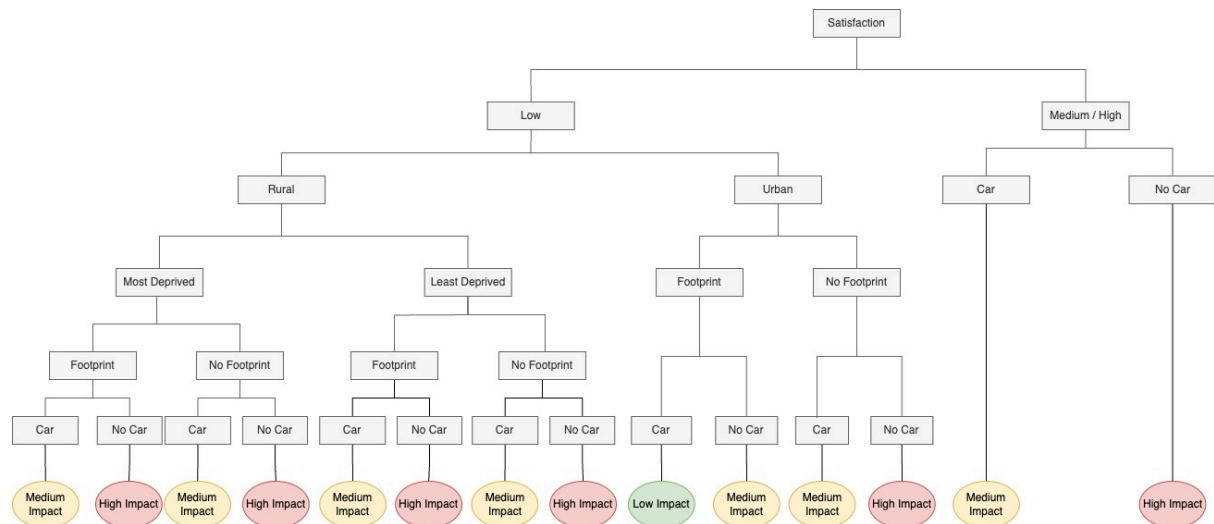 Satisfaction
Low
Medium / High
Rural
Urban
Car
No Car
Most Deprived
Least Deprived
Footprint
No Footprint
Footprint
No Footprint
Footprint
No Footprint
Car
No Car
Car
No Car
Car
No Car
Car
No Car
Car
No Car
Car
No Car
Medium
Impact
High Impact
Medium
Impact
High Impact
Medium
Impact
High Impact
Medium
Impact
High Impact
Low Impact
Medium
Impact
Medium
Impact
High Impact
Medium
Impact
High Impact